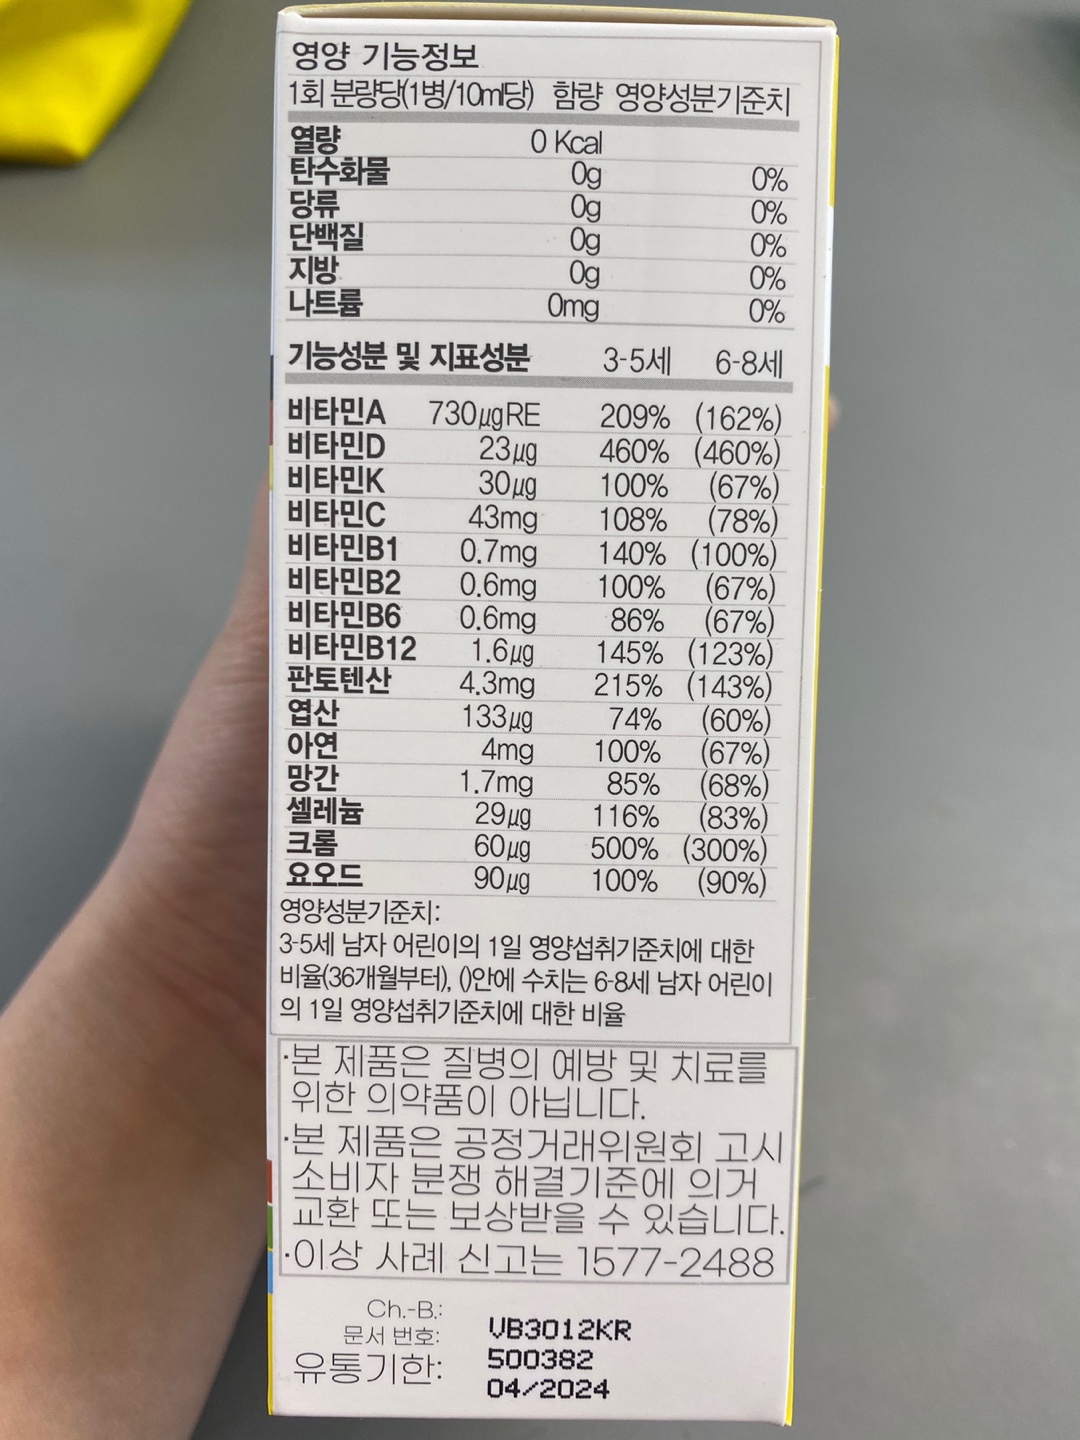 영양 기능정보
1회 분량당(1병/10ml당) 함량 영양성분기준치
열량 0 Kcal
탄수화물 0g 0%
당류 0g 0%
단백질 0g 0%
지방 0g 0%
나트륨 0mg 0%
기능성분 및 지표성분 3-5세 6-8세
비타민A 730μgRE 209% (162%)
비타민D 23μg 460% (460%)
비타민K 30μg 100% (67%)
비타민C 43mg 108% (78%)
비타민B1 0.7mg 140% (100%)
비타민B2 0.6mg 100% (67%)
비타민B6 0.6mg 86% (67%)
비타민B12 1.6μg 145% (123%)
판토텐산 4.3mg 215% (143%)
엽산 133μg 74% (60%)
아연 4mg 100% (67%)
망간 1.7mg 85% (68%)
셀레늄 29μg 116% (83%)
크롬 60μg 500% (300%)
요오드 90μg 100% (90%)
영양성분기준치:
3-5세 남자 어린이의 1일 영양섭취기준치에 대한
비율(36개월부터), ()안에 수치는 6-8세 남자 어린이
의 1일 영양섭취기준치에 대한 비율
·본 제품은 질병의 예방 및 치료를
위한 의약품이 아닙니다.
·본 제품은 공정거래위원회 고시
소비자 분쟁 해결기준에 의거
교환 또는 보상받을 수 있습니다.
·이상 사례 신고는 1577-2488
Ch.-B.: VB3012KR
문서 번호: 500382
유통기한: 04/2024